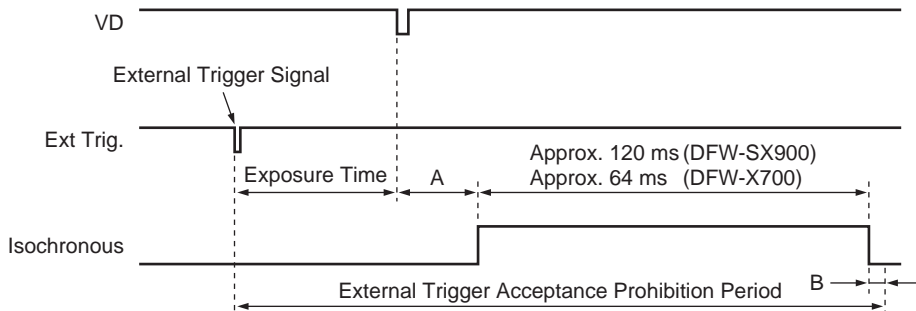 VD
External Trigger Signal
Ext Trig.
Approx. 120 ms (DFW-SX900)
Exposure Time
A
Approx. 64 ms (DFW-X700)
Isochronous
External Trigger Acceptance Prohibition Period
B